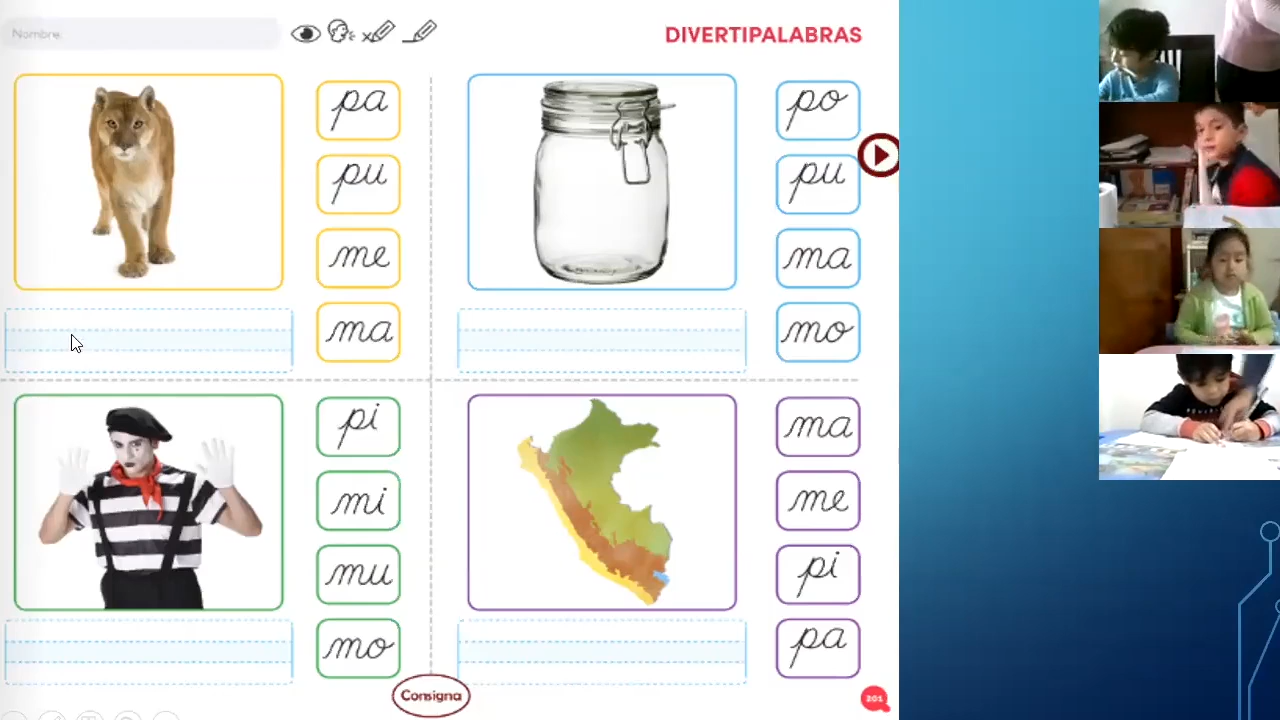 Nombre:
DIVERTIPALABRAS
pa
pu
me
ma
po
pu
ma
mo
pi
mi
mu
mo
ma
me
pi
pa
Consigna
201